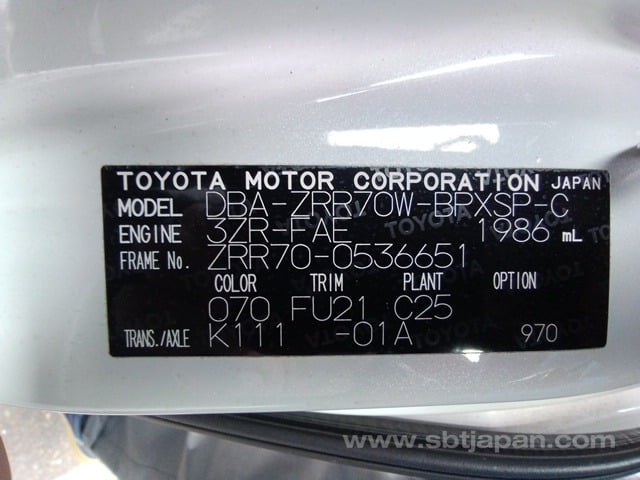 TOYOTA MOTOR CORPORATION JAPAN
MODEL DBA-ZRR70W-BPXSP-C
ENGINE 3ZR-FAE 1986 mL
FRAME No. ZRR70-0536651
COLOR TRIM PLANT OPTION
070 FU21 C25
TRANS./AXLE K111 -01A 970
www.sbtjapan.com